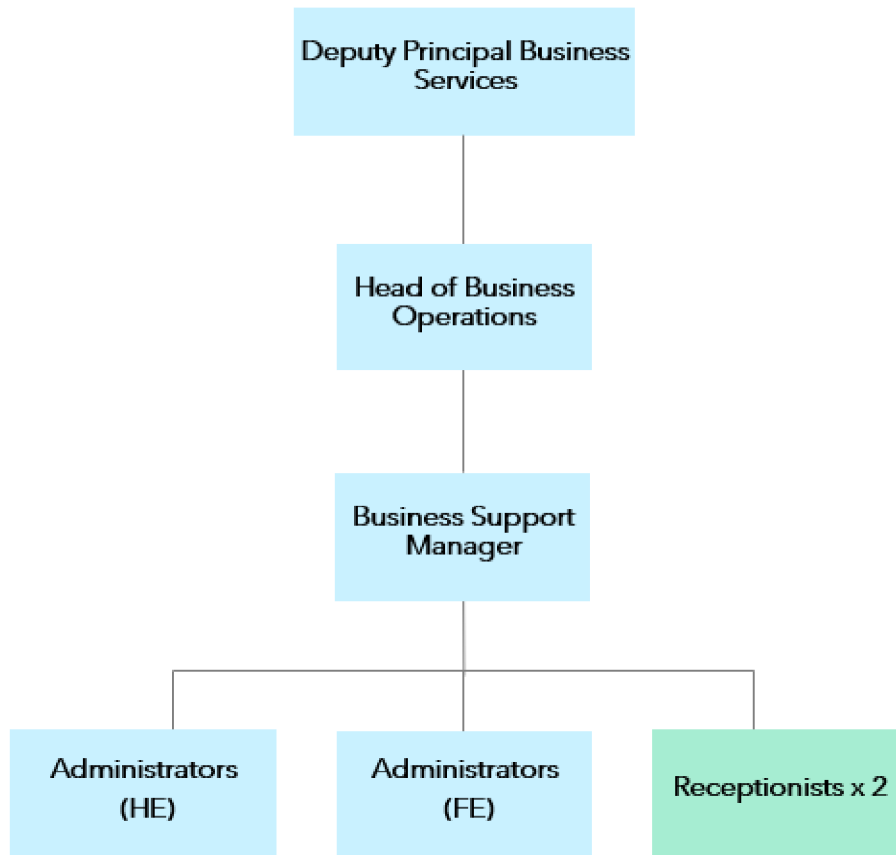 Deputy Principal Business
Services
Head of Business
Operations
Business Support
Manager
Administrators
(HE)
Administrators
(FE)
Receptionists x 2